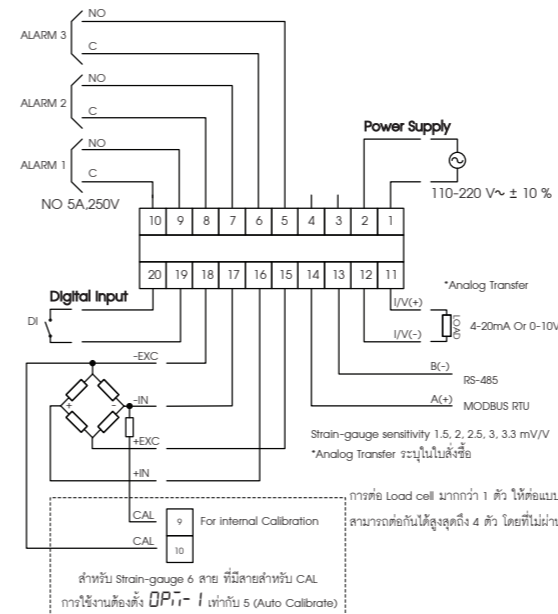 ALARM 3
NO
C
ALARM 2
NO
C
ALARM 1
NO
C
NO 5A,250V
Power Supply
110-220 V~ ± 10 %
10 9 8 7 6 5 4 3 2 1
20 19 18 17 16 15 14 13 12 11
Digital Input
DI
-EXC
-IN
+EXC
+IN
+ -
*Analog Transfer
I/V(+)
I/V(-)
LOAD
4-20mA Or 0-10V
B(-)
RS-485
A(+)
MODBUS RTU
Strain-gauge sensitivity 1.5, 2, 2.5, 3, 3.3 mV/V
*Analog Transfer ระบุในใบสั่งซื้อ
การต่อ Load cell มากกว่า 1 ตัว ให้ต่อแบบ
สามารถต่อกันได้สูงสุดถึง 4 ตัว โดยที่ไม่ผ่าน
CAL
9
For internal Calibration
CAL
10
สำหรับ Strain-gauge 6 สาย ที่มีสายสำหรับ CAL
การใช้งานต้องตั้ง เท่ากับ 5 (Auto Calibrate)